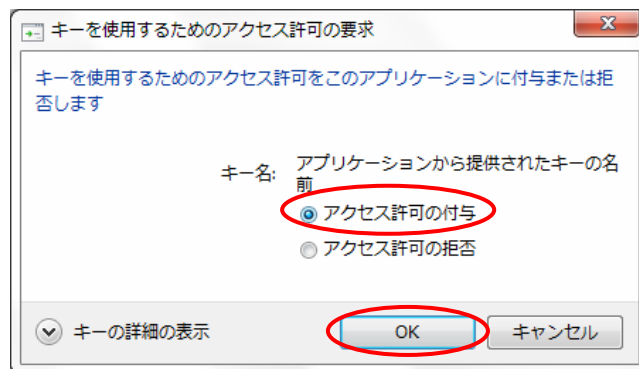 キーを使用するためのアクセス許可の要求
キーを使用するためのアクセス許可をこのアプリケーションに付与または拒
否します
キー名: アプリケーションから提供されたキーの名
前
アクセス許可の付与
アクセス許可の拒否
キーの詳細の表示 OK キャンセル